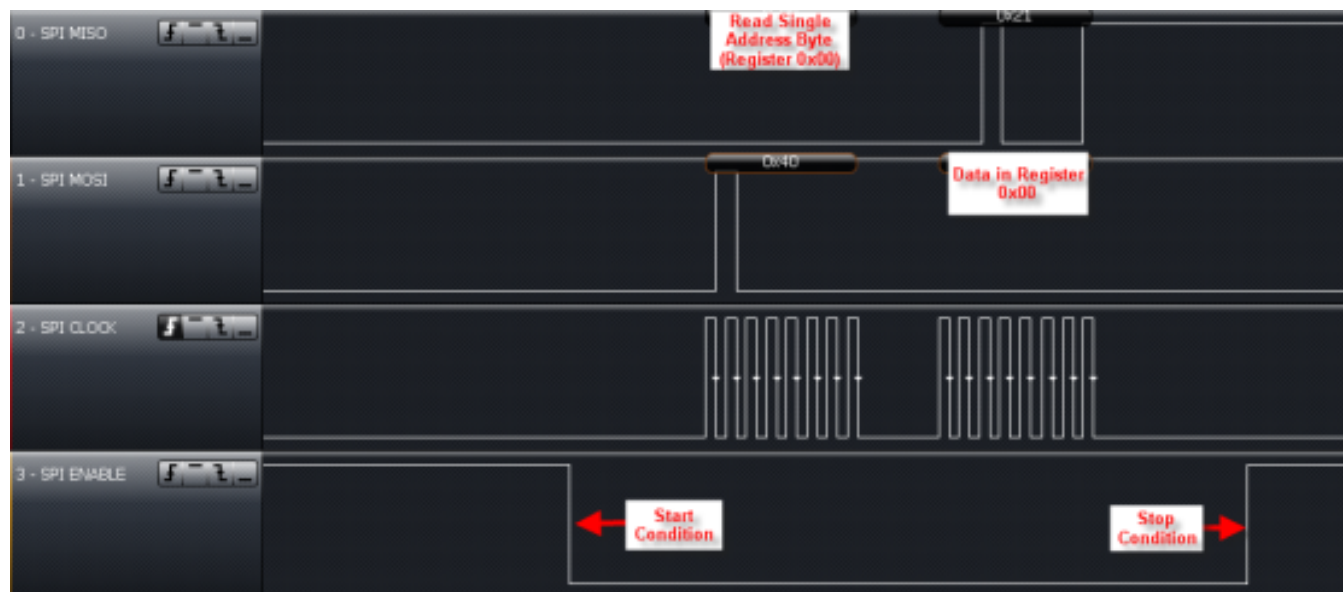 0 - SPI MISO
Read Single
Address Byte
(Register 0x00)
0x21
1 - SPI MOSI
0x40
Data in Register
0x00
2 - SPI CLOCK
3 - SPI ENABLE
Start
Condition
Stop
Condition